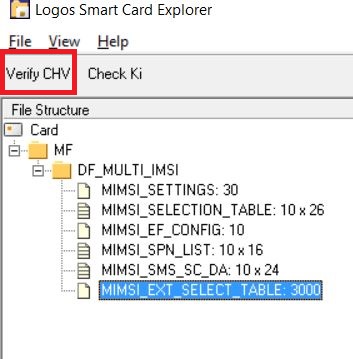 Logos Smart Card Explorer
File View Help
Verify CHV Check Ki
File Structure
Card
MF
DF_MULTI_IMSI
MIMSI_SETTINGS: 30
MIMSI_SELECTION_TABLE: 10 x 26
MIMSI_EF_CONFIG: 10
MIMSI_SPN_LIST: 10 x 16
MIMSI_SMS_SC_DA: 10 x 24
MIMSI_EXT_SELECT_TABLE: 3000